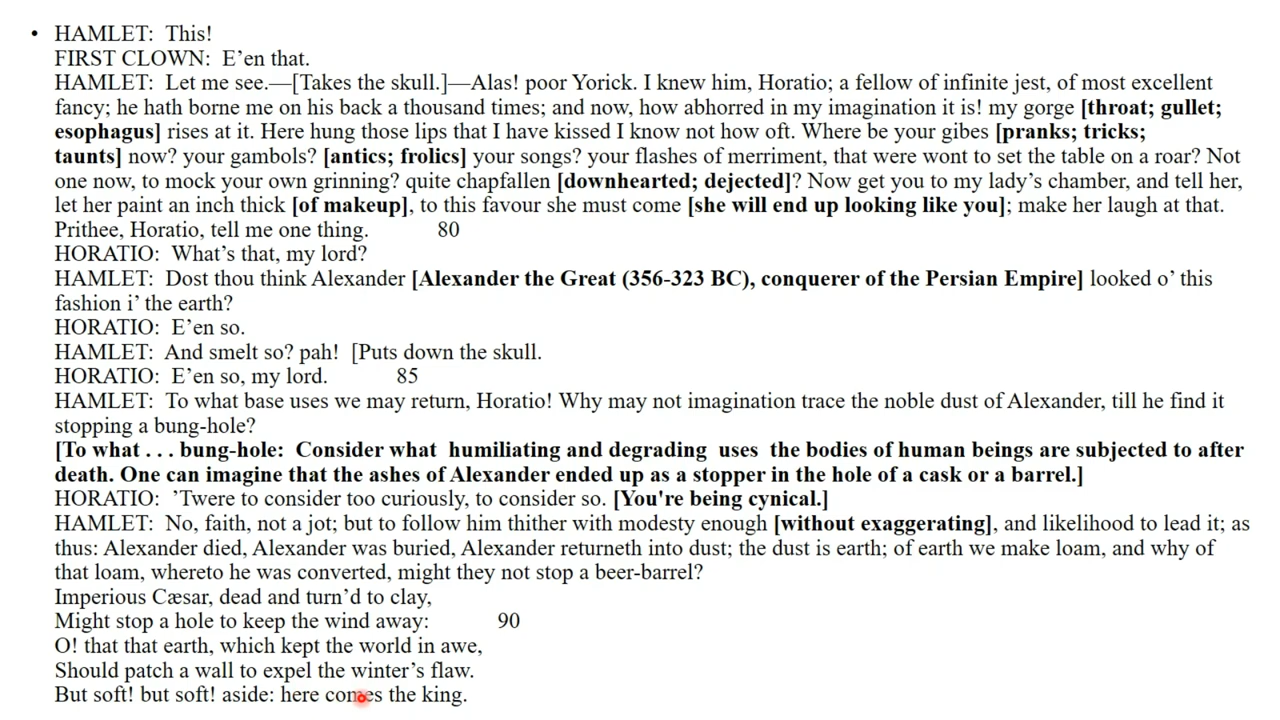 • HAMLET: This!
FIRST CLOWN: E’en that.
HAMLET: Let me see.—[Takes the skull.]—Alas! poor Yorick. I knew him, Horatio; a fellow of infinite jest, of most excellent
fancy; he hath borne me on his back a thousand times; and now, how abhorred in my imagination it is! my gorge [throat; gullet;
esophagus] rises at it. Here hung those lips that I have kissed I know not how oft. Where be your gibes [pranks; tricks;
taunts] now? your gambols? [antics; frolics] your songs? your flashes of merriment, that were wont to set the table on a roar? Not
one now, to mock your own grinning? quite chapfallen [downhearted; dejected]? Now get you to my lady’s chamber, and tell her,
let her paint an inch thick [of makeup], to this favour she must come [she will end up looking like you]; make her laugh at that.
Prithee, Horatio, tell me one thing. 80
HORATIO: What’s that, my lord?
HAMLET: Dost thou think Alexander [Alexander the Great (356-323 BC), conquerer of the Persian Empire] looked o’ this
fashion i’ the earth?
HORATIO: E’en so.
HAMLET: And smelt so? pah! [Puts down the skull.
HORATIO: E’en so, my lord. 85
HAMLET: To what base uses we may return, Horatio! Why may not imagination trace the noble dust of Alexander, till he find it
stopping a bung-hole?
[To what . . . bung-hole: Consider what humiliating and degrading uses the bodies of human beings are subjected to after
death. One can imagine that the ashes of Alexander ended up as a stopper in the hole of a cask or a barrel.]
HORATIO: ’Twere to consider too curiously, to consider so. [You're being cynical.]
HAMLET: No, faith, not a jot; but to follow him thither with modesty enough [without exaggerating], and likelihood to lead it; as
thus: Alexander died, Alexander was buried, Alexander returneth into dust; the dust is earth; of earth we make loam, and why of
that loam, whereto he was converted, might they not stop a beer-barrel?
Imperious Cæsar, dead and turn’d to clay,
Might stop a hole to keep the wind away: 90
O! that that earth, which kept the world in awe,
Should patch a wall to expel the winter’s flaw.
But soft! but soft! aside: here comes the king.